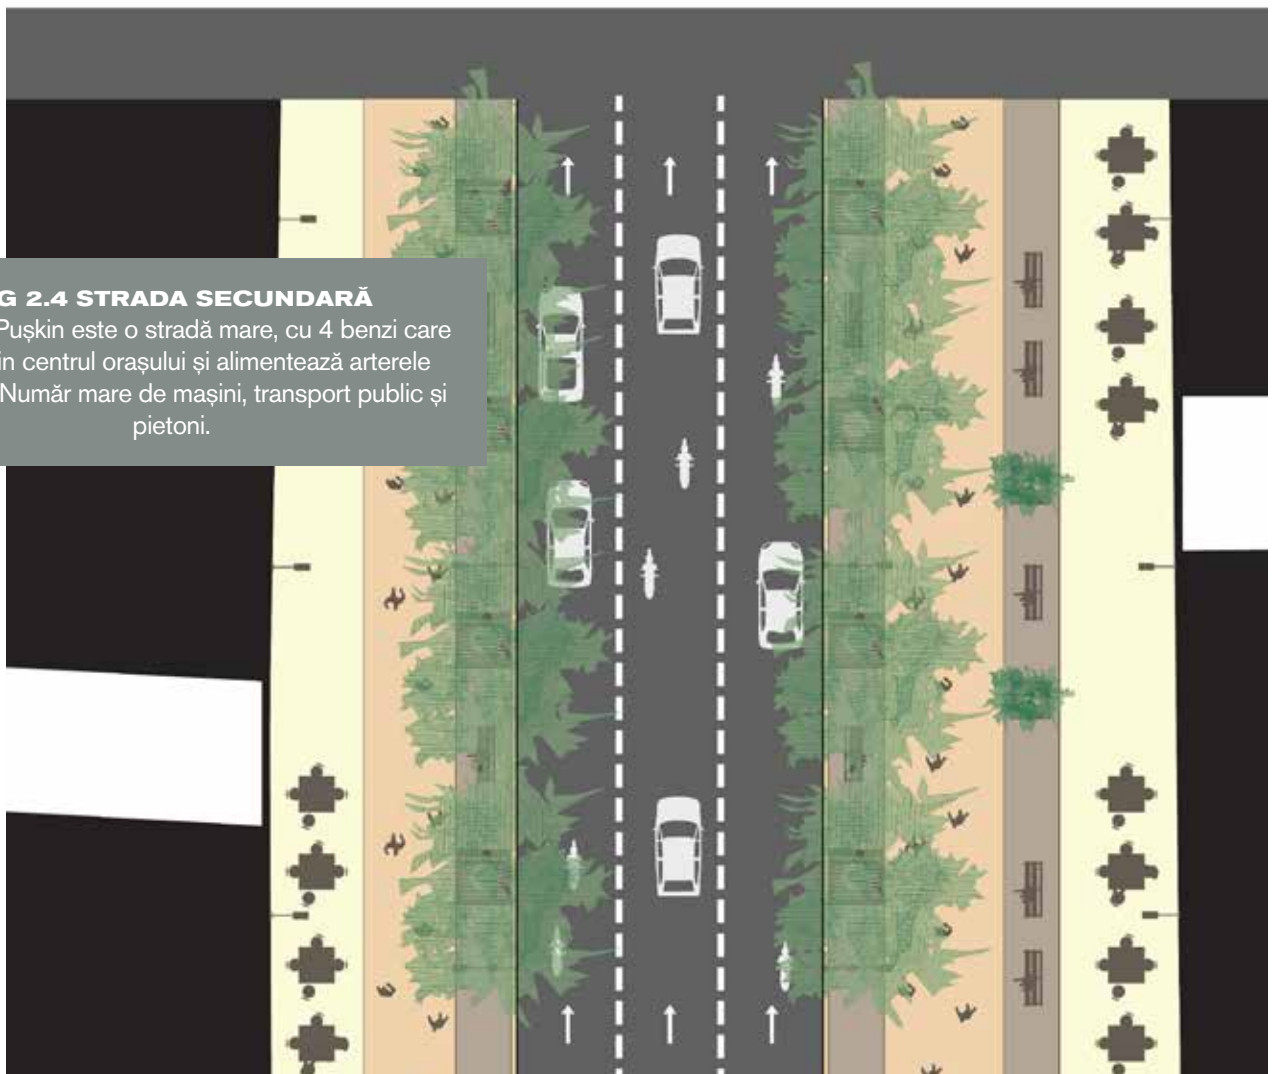 G 2.4 STRADA SECUNDARĂ
Pușkin este o stradă mare, cu 4 benzi care
in centrul orașului și alimentează arterele
Număr mare de mașini, transport public și
pietoni.